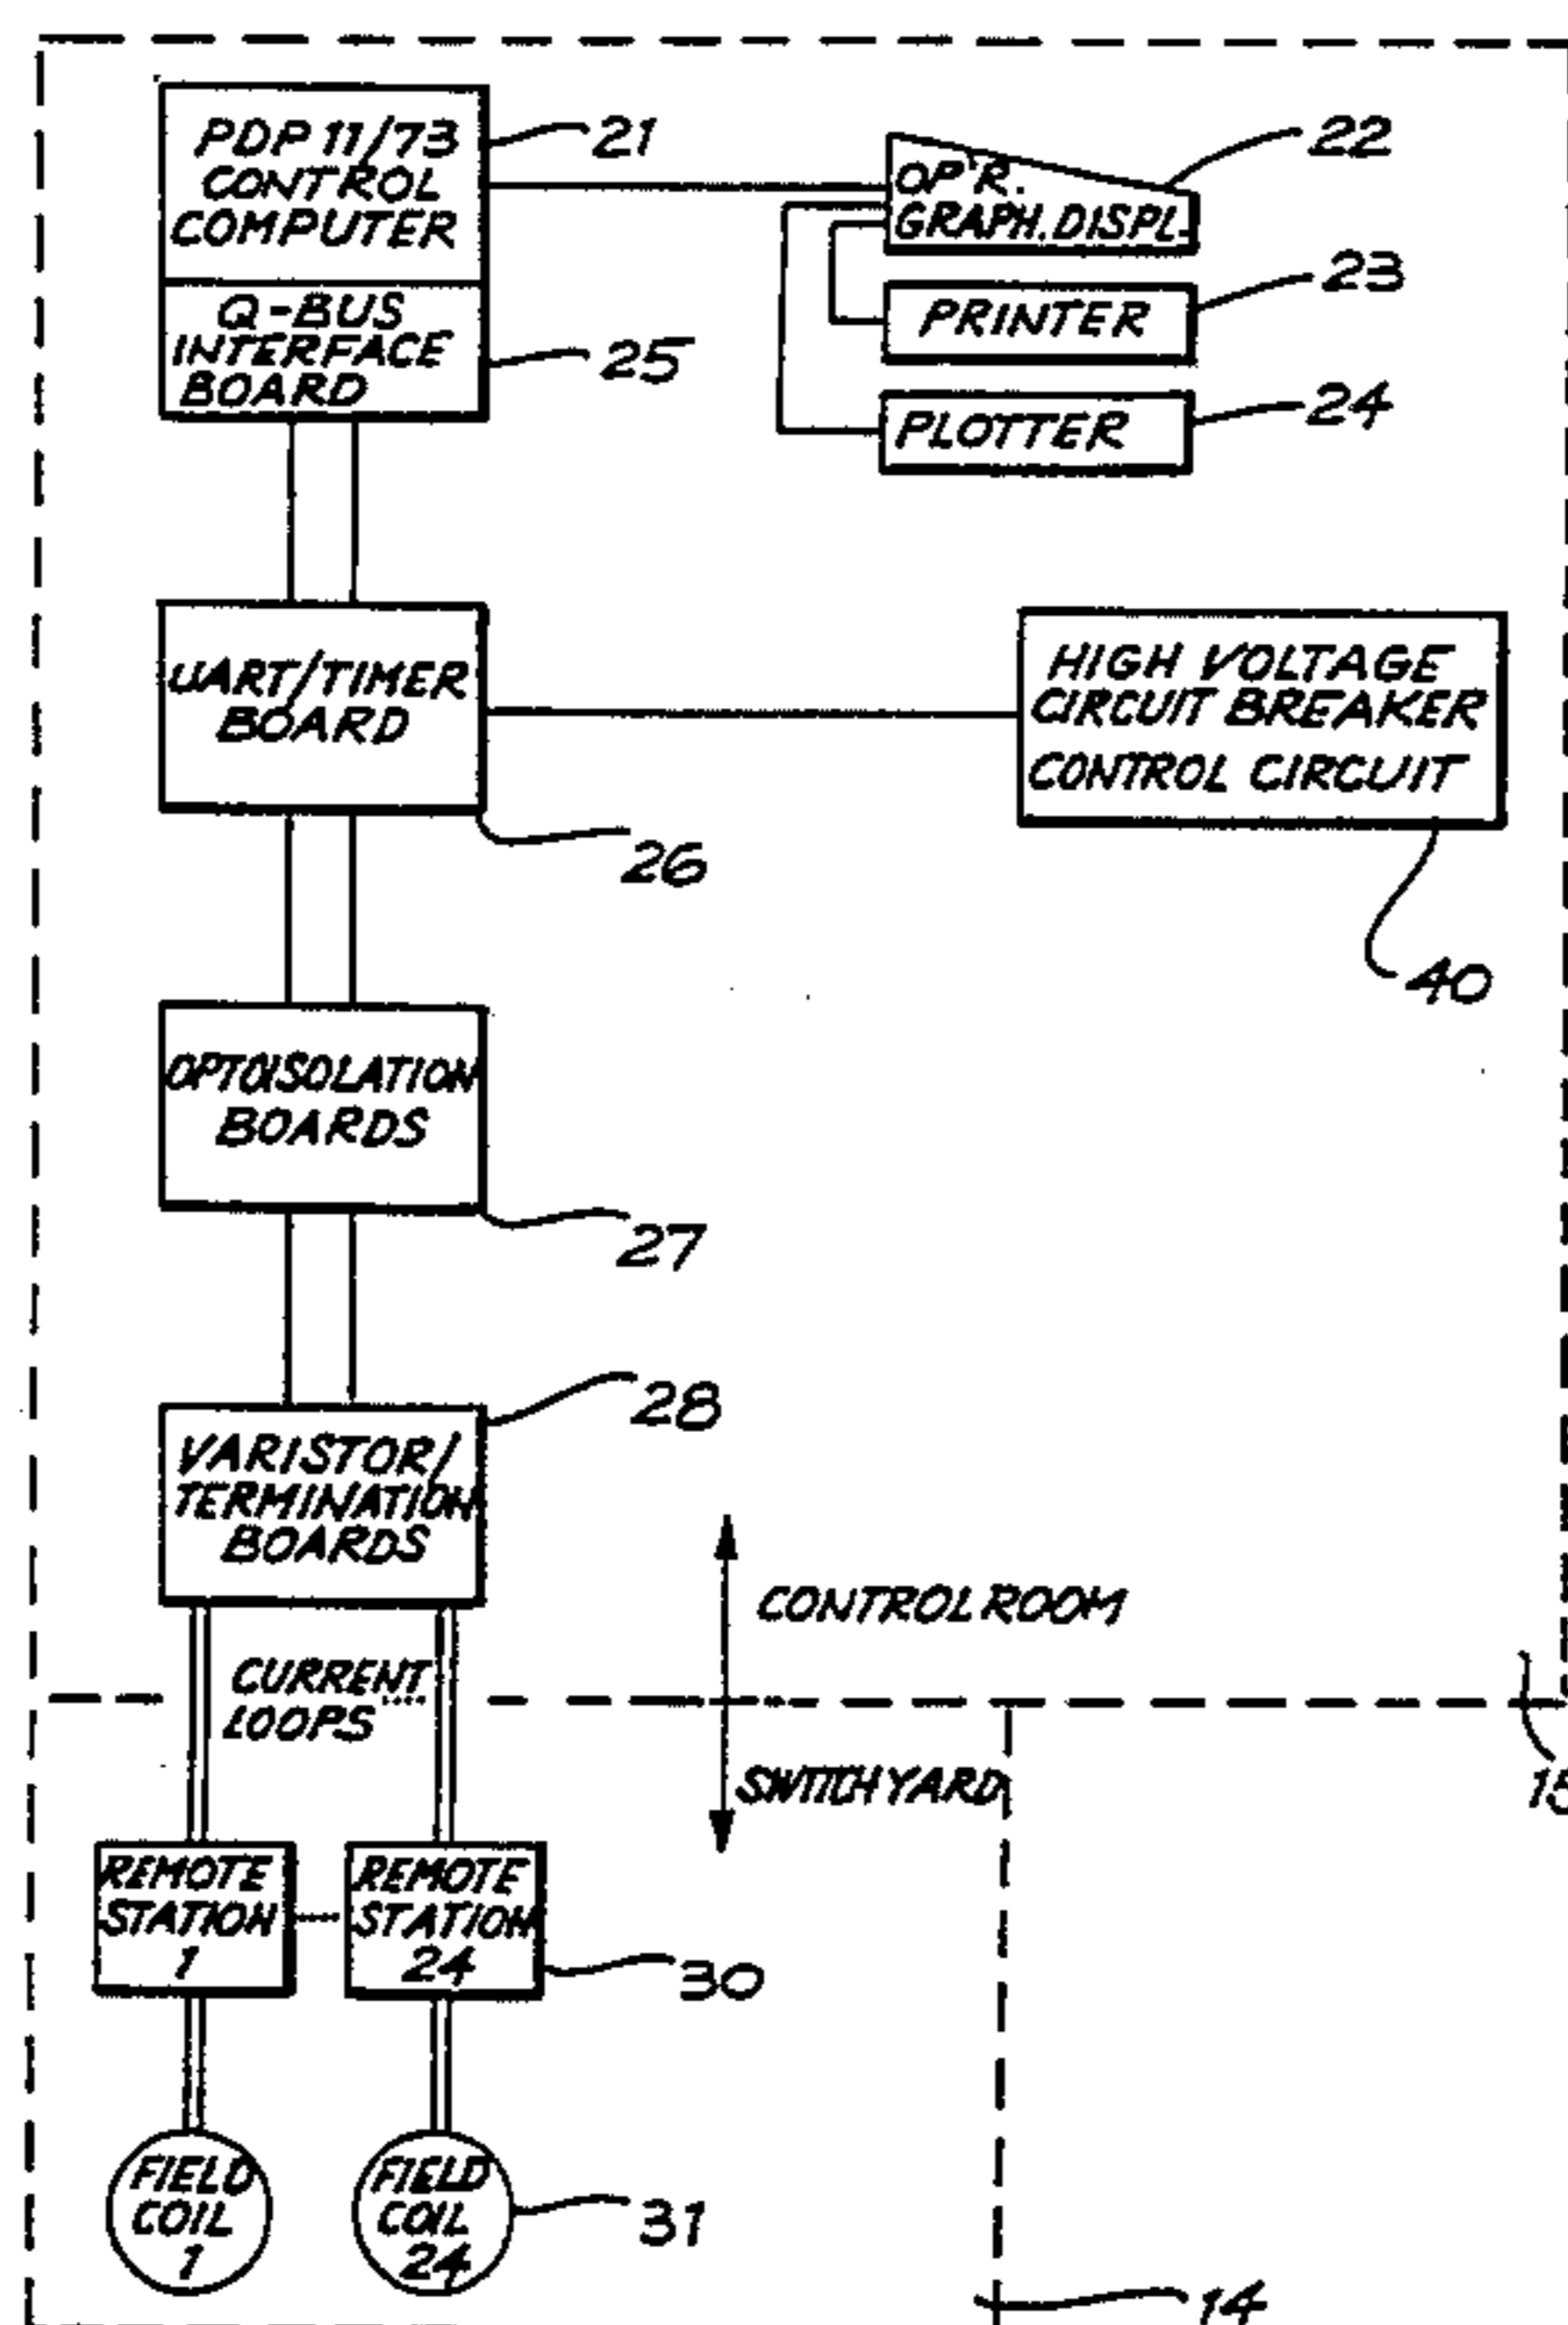 PDP 11/73
CONTROL
COMPUTER
21
OP'R.
GRAPH. DISPL.
22
Q-BUS
INTERFACE
BOARD
25
PRINTER
23
PLOTTER
24
UART/TIMER
BOARD
26
HIGH VOLTAGE
CIRCUIT BREAKER
CONTROL CIRCUIT
40
OPTOISOLATION
BOARDS
27
VARISTOR/
TERMINATION
BOARDS
28
CONTROL ROOM
CURRENT
LOOPS
SWITCHYARD
REMOTE
STATION
1
REMOTE
STATION
24
30
FIELD
COIL
1
FIELD
COIL
24
31
14